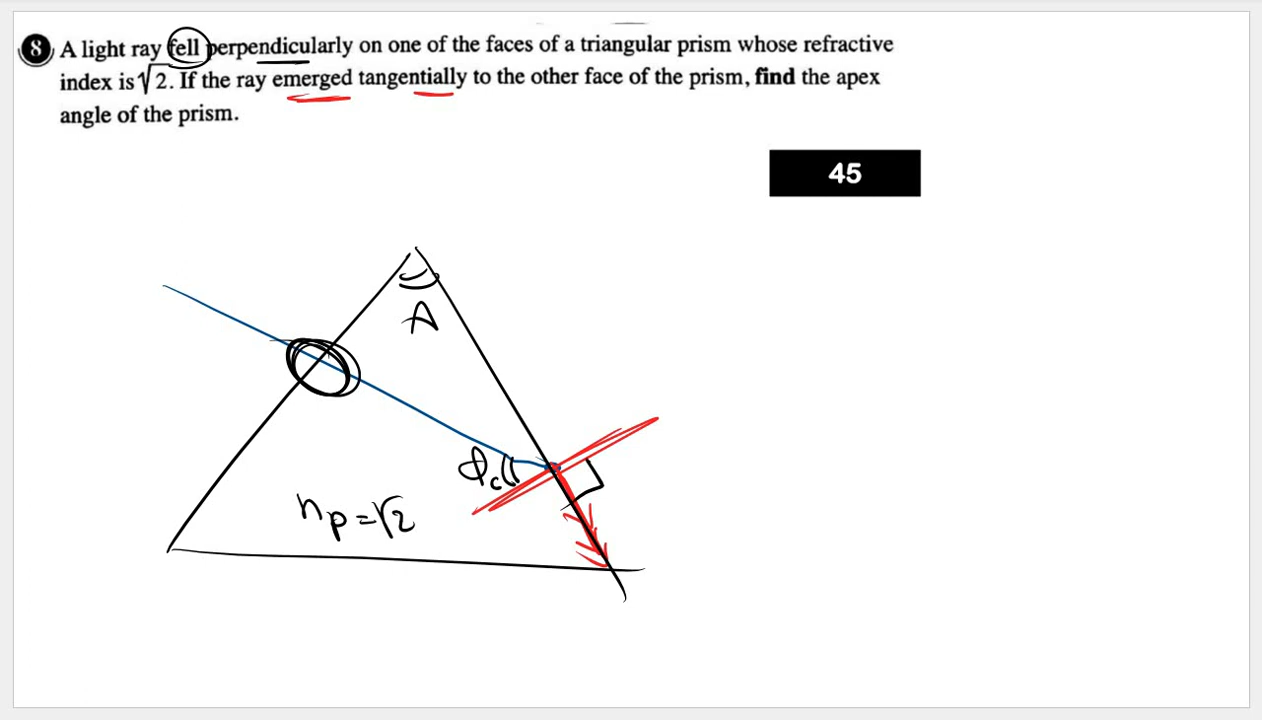 8 A light ray fell perpendicularly on one of the faces of a triangular prism whose refractive
index is √2. If the ray emerged tangentially to the other face of the prism, find the apex
angle of the prism.
45
A
ϕc
np=√2